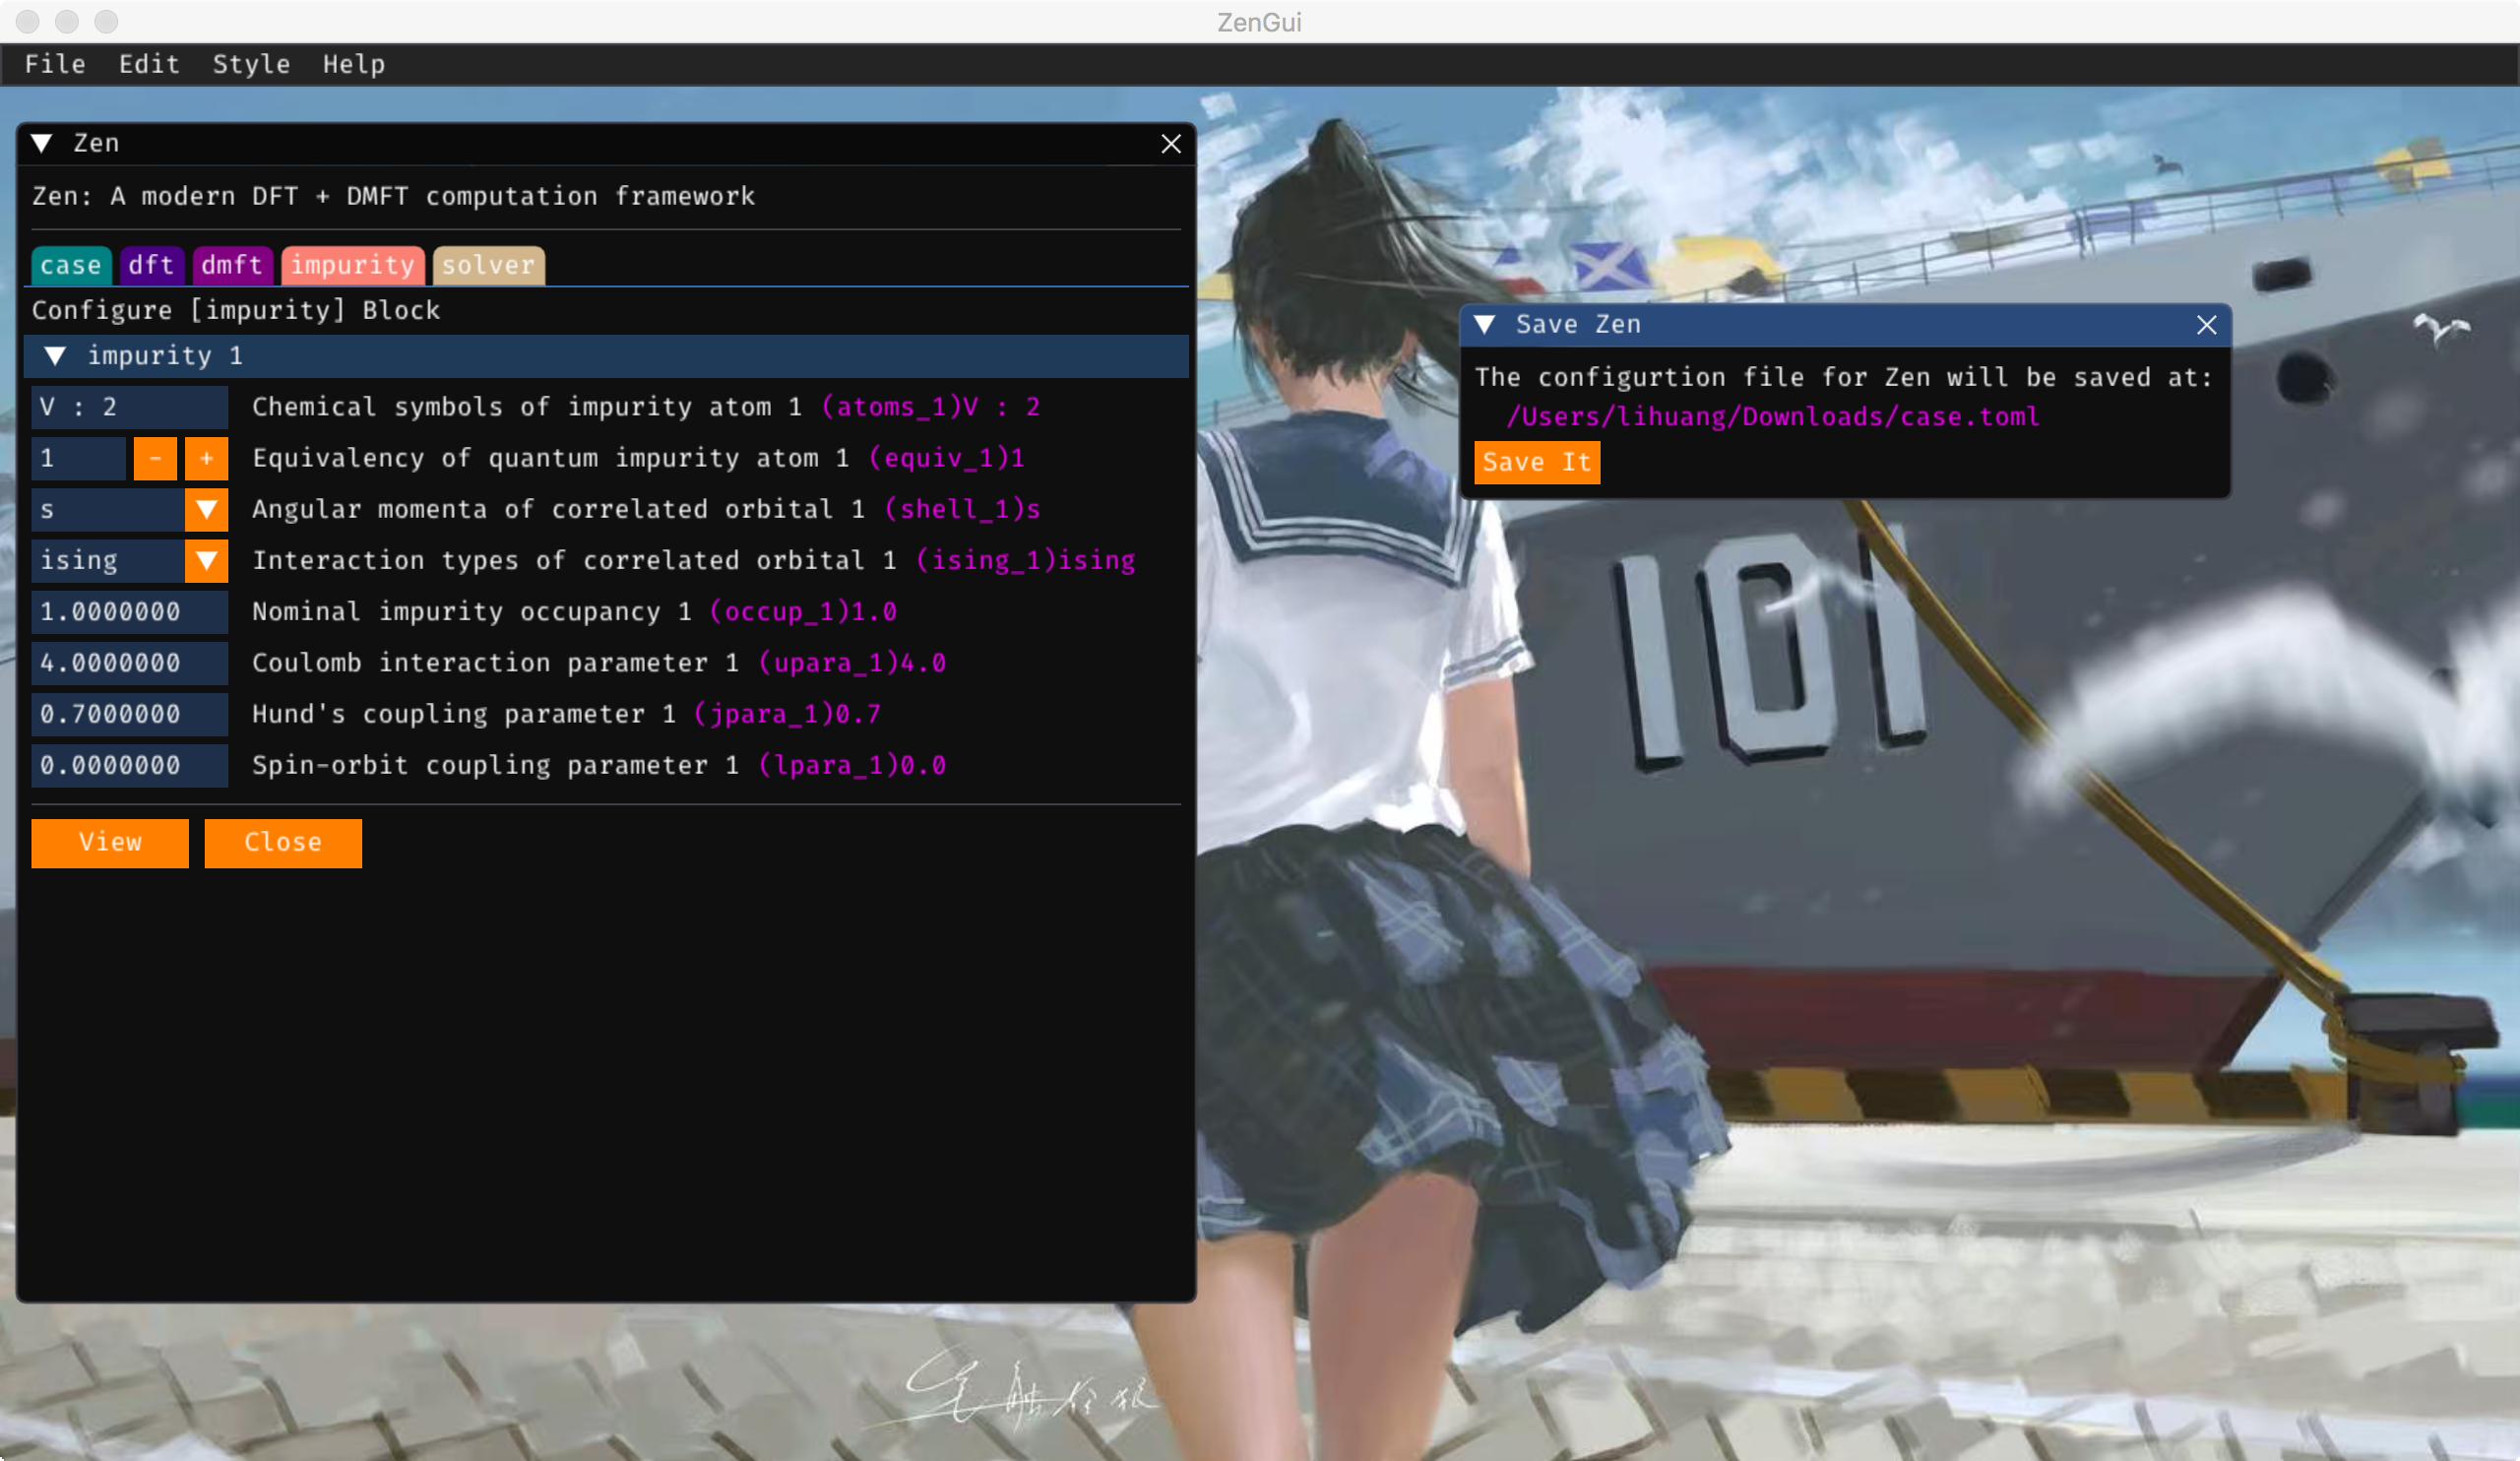 ZenGui
File Edit Style Help
Zen
Zen: A modern DFT + DMFT computation framework
case dft dmft impurity solver
Configure [impurity] Block
impurity 1
V : 2 Chemical symbols of impurity atom 1 (atoms_1)V : 2
1 - + Equivalency of quantum impurity atom 1 (equiv_1)1
s Angular momenta of correlated orbital 1 (shell_1)s
ising Interaction types of correlated orbital 1 (ising_1)ising
1.0000000 Nominal impurity occupancy 1 (occup_1)1.0
4.0000000 Coulomb interaction parameter 1 (upara_1)4.0
0.7000000 Hund's coupling parameter 1 (jpara_1)0.7
0.0000000 Spin-orbit coupling parameter 1 (lpara_1)0.0
View Close
Save Zen
The configurtion file for Zen will be saved at:
/Users/lihuang/Downloads/case.toml
Save It
101